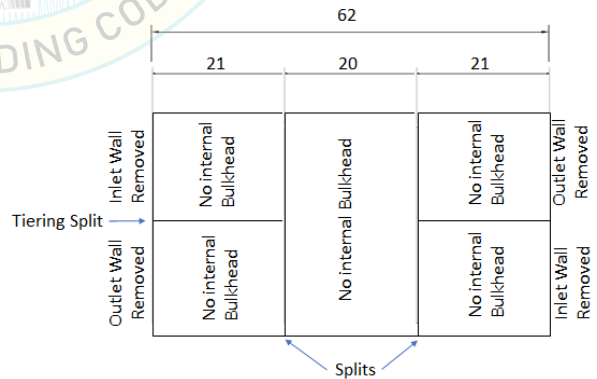 DING COD
62
21
20
21
Inlet Wall
Removed
No internal
Bulkhead
No internal Bulkhead
No internal
Bulkhead
Outlet Wall
Removed
Tiering Split
Outlet Wall
Removed
No internal
Bulkhead
No internal
Bulkhead
Inlet Wall
Removed
Splits